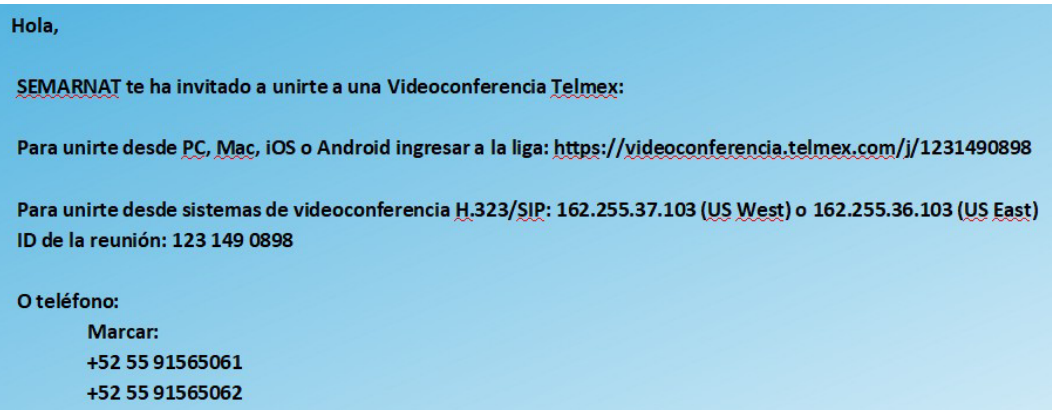 Hola,
SEMARNAT te ha invitado a unirte a una Videoconferencia Telmex:
Para unirte desde PC, Mac, iOS o Android ingresar a la liga: https://videoconferencia.telmex.com/j/1231490898
Para unirte desde sistemas de videoconferencia H.323/SIP: 162.255.37.103 (US West) o 162.255.36.103 (US East)
ID de la reunión: 123 149 0898
O teléfono:
Marcar:
+52 55 91565061
+52 55 91565062